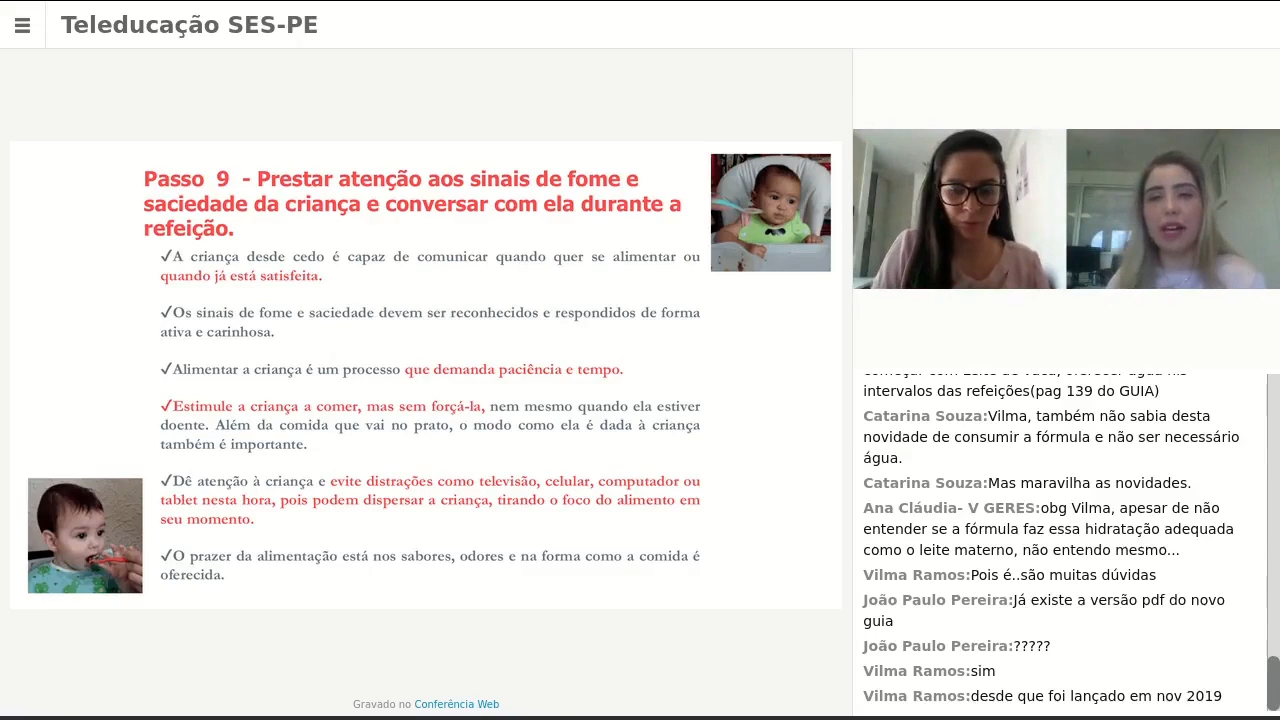 Teleducação SES-PE
Passo 9 - Prestar atenção aos sinais de fome e
saciedade da criança e conversar com ela durante a
refeição.
✓A criança desde cedo é capaz de comunicar quando quer se alimentar ou
quando já está satisfeita.
✓Os sinais de fome e saciedade devem ser reconhecidos e respondidos de forma
ativa e carinhosa.
✓Alimentar a criança é um processo que demanda paciência e tempo.
✓Estimule a criança a comer, mas sem forçá-la, nem mesmo quando ela estiver
doente. Além da comida que vai no prato, o modo como ela é dada à criança
também é importante.
✓Dê atenção à criança e evite distrações como televisão, celular, computador ou
tablet nesta hora, pois podem dispersar a criança, tirando o foco do alimento em
seu momento.
✓O prazer da alimentação está nos sabores, odores e na forma como a comida é
oferecida.
Gravado no Conferência Web
intervalos das refeições(pag 139 do GUIA)
Catarina Souza:Vilma, também não sabia desta
novidade de consumir a fórmula e não ser necessário
água.
Catarina Souza:Mas maravilha as novidades.
Ana Cláudia- V GERES:obg Vilma, apesar de não
entender se a fórmula faz essa hidratação adequada
como o leite materno, não entendo mesmo...
Vilma Ramos:Pois é..são muitas dúvidas
João Paulo Pereira:Já existe a versão pdf do novo
guia
João Paulo Pereira:?????
Vilma Ramos:sim
Vilma Ramos:desde que foi lançado em nov 2019